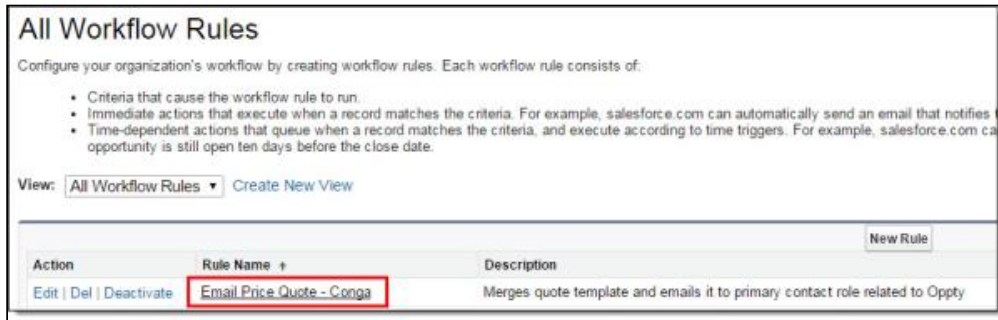 All Workflow Rules
Configure your organization's workflow by creating workflow rules. Each workflow rule consists of:
• Criteria that cause the workflow rule to run.
• Immediate actions that execute when a record matches the criteria. For example, salesforce.com can automatically send an email that notifies
• Time-dependent actions that queue when a record matches the criteria, and execute according to time triggers. For example, salesforce.com ca
opportunity is still open ten days before the close date.
View: All Workflow Rules ▼ Create New View
New Rule
Action Rule Name ↑ Description
Edit | Del | Deactivate Email Price Quote - Conga Merges quote template and emails it to primary contact role related to Oppty